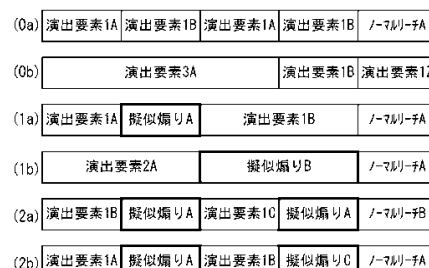 (0a) 演出要素1A 演出要素1B 演出要素1A 演出要素1B ﾉｰﾏﾙﾘｰﾁA
(0b) 演出要素3A 演出要素1B 演出要素1Z
(1a) 演出要素1A 擬似煽りA 演出要素1B ﾉｰﾏﾙﾘｰﾁA
(1b) 演出要素2A 擬似煽りB ﾉｰﾏﾙﾘｰﾁA
(2a) 演出要素1B 擬似煽りA 演出要素1C 擬似煽りA ﾉｰﾏﾙﾘｰﾁB
(2b) 演出要素1A 擬似煽りA 演出要素1B 擬似煽りC ﾉｰﾏﾙﾘｰﾁA